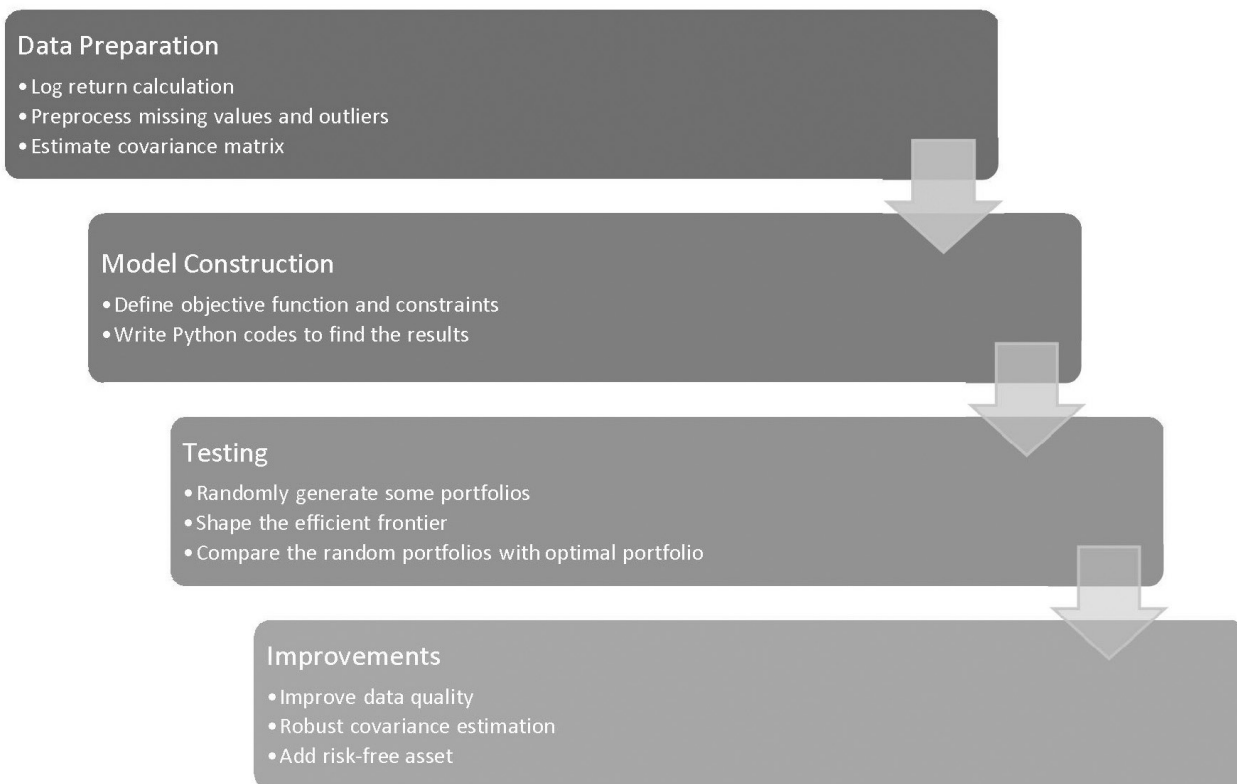 Data Preparation
•Log return calculation
•Preprocess missing values and outliers
•Estimate covariance matrix
Model Construction
•Define objective function and constraints
•Write Python codes to find the results
Testing
•Randomly generate some portfolios
•Shape the efficient frontier
•Compare the random portfolios with optimal portfolio
Improvements
•Improve data quality
•Robust covariance estimation
•Add risk-free asset